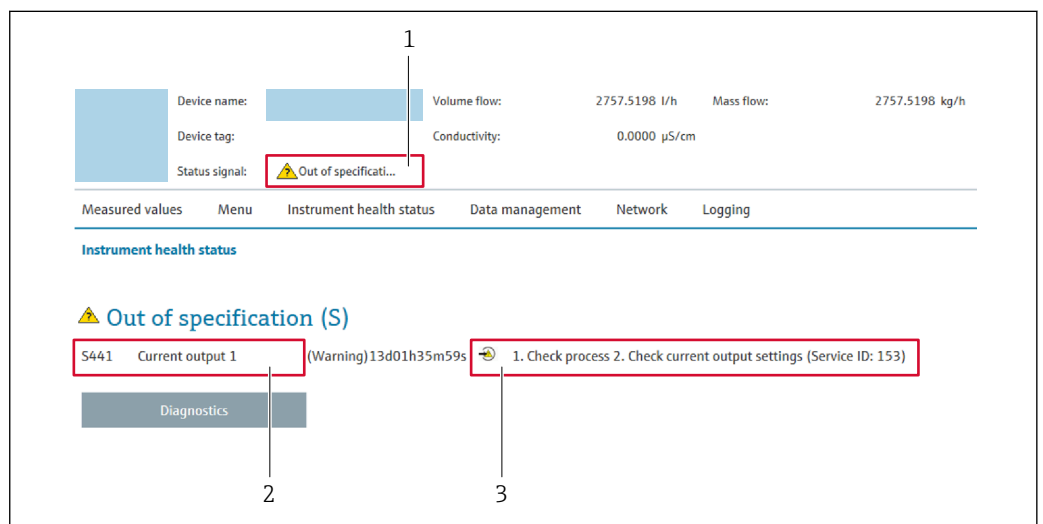 1
Device name: Volume flow: 2757.5198 l/h Mass flow: 2757.5198 kg/h
Device tag: Conductivity: 0.0000 µS/cm
Status signal: Out of specificati...
Measured values Menu Instrument health status Data management Network Logging
Instrument health status
Out of specification (S)
S441 Current output 1 (Warning)13d01h35m59s 1. Check process 2. Check current output settings (Service ID: 153)
Diagnostics
2 3